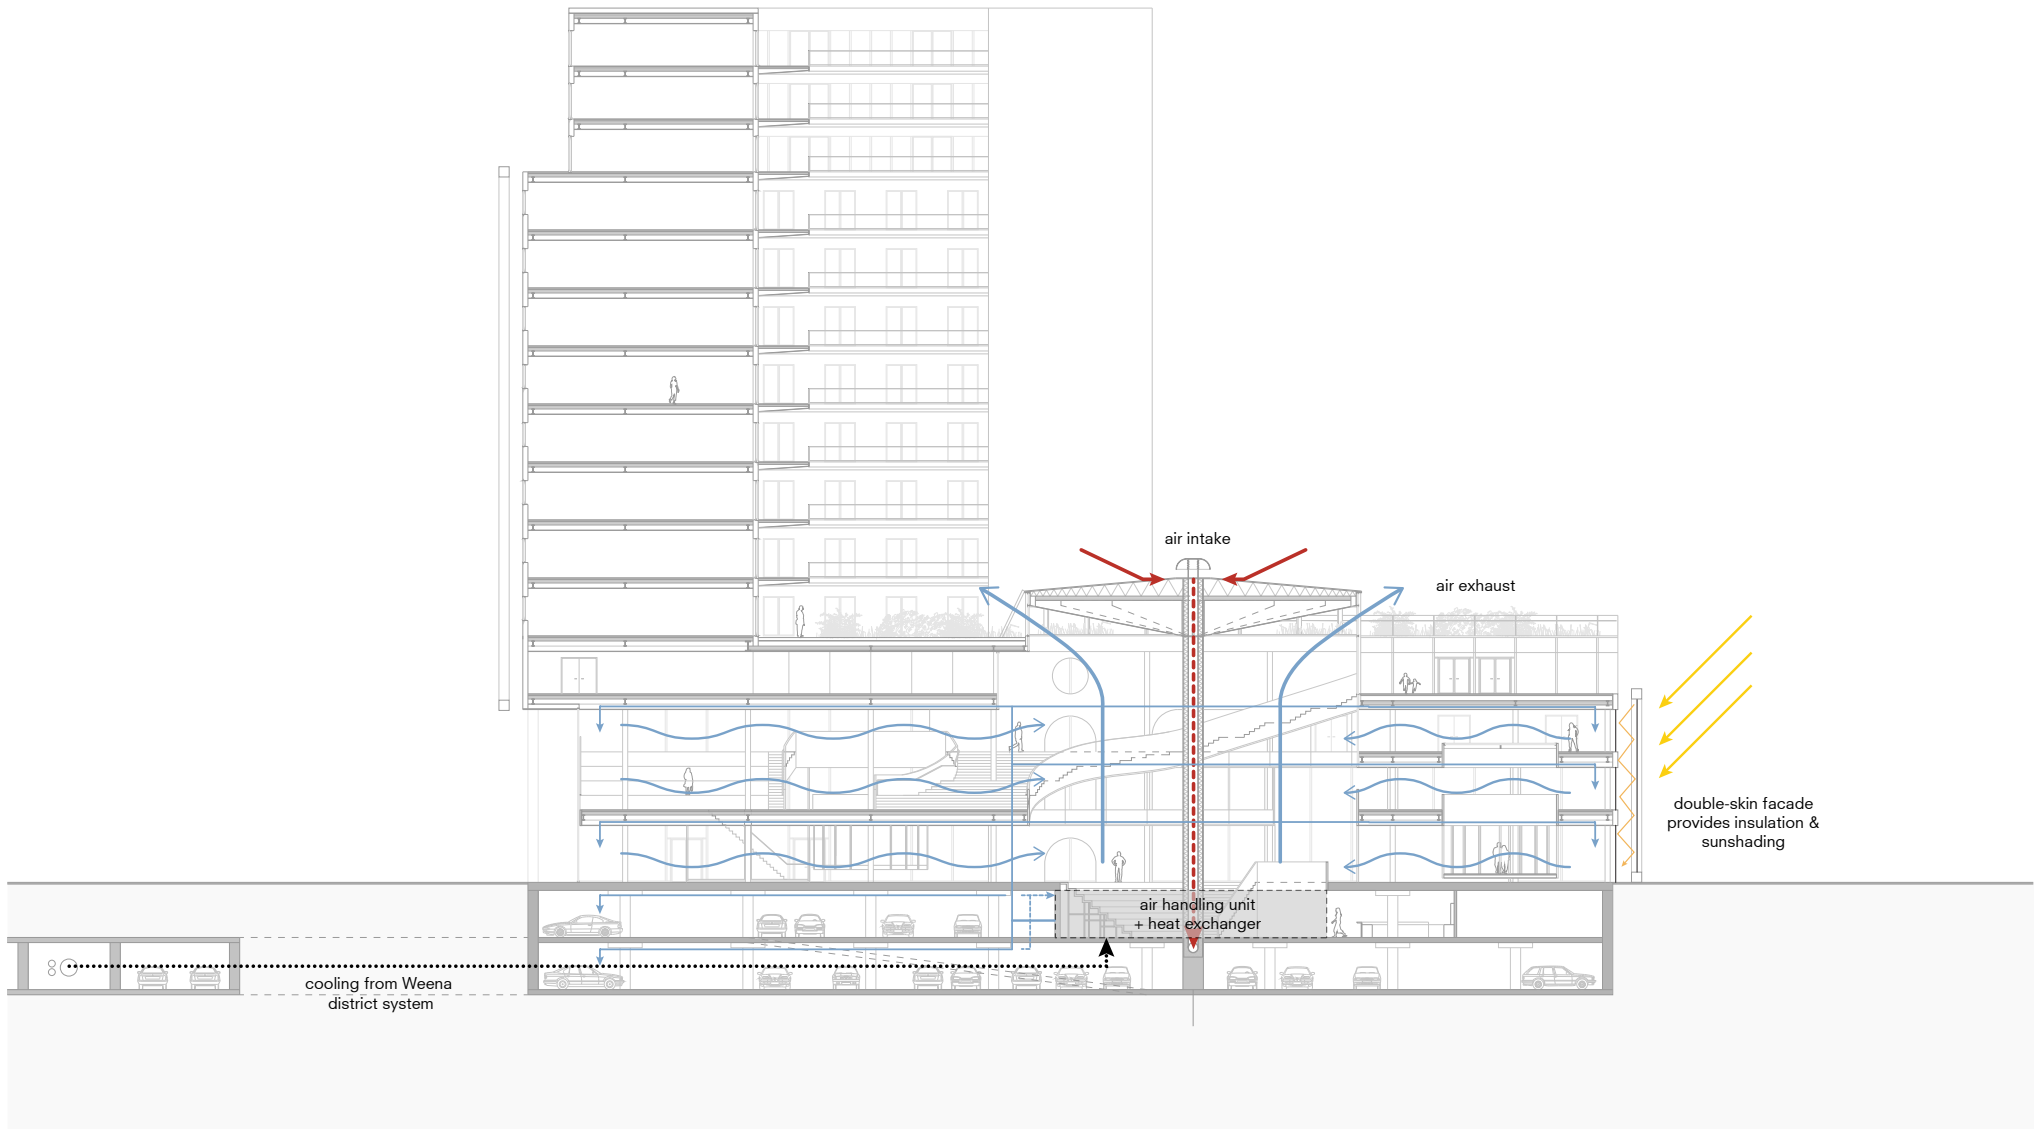 air intake
air exhaust
double-skin facade
provides insulation &
sunshading
air handling unit
+ heat exchanger
cooling from Weena
district system